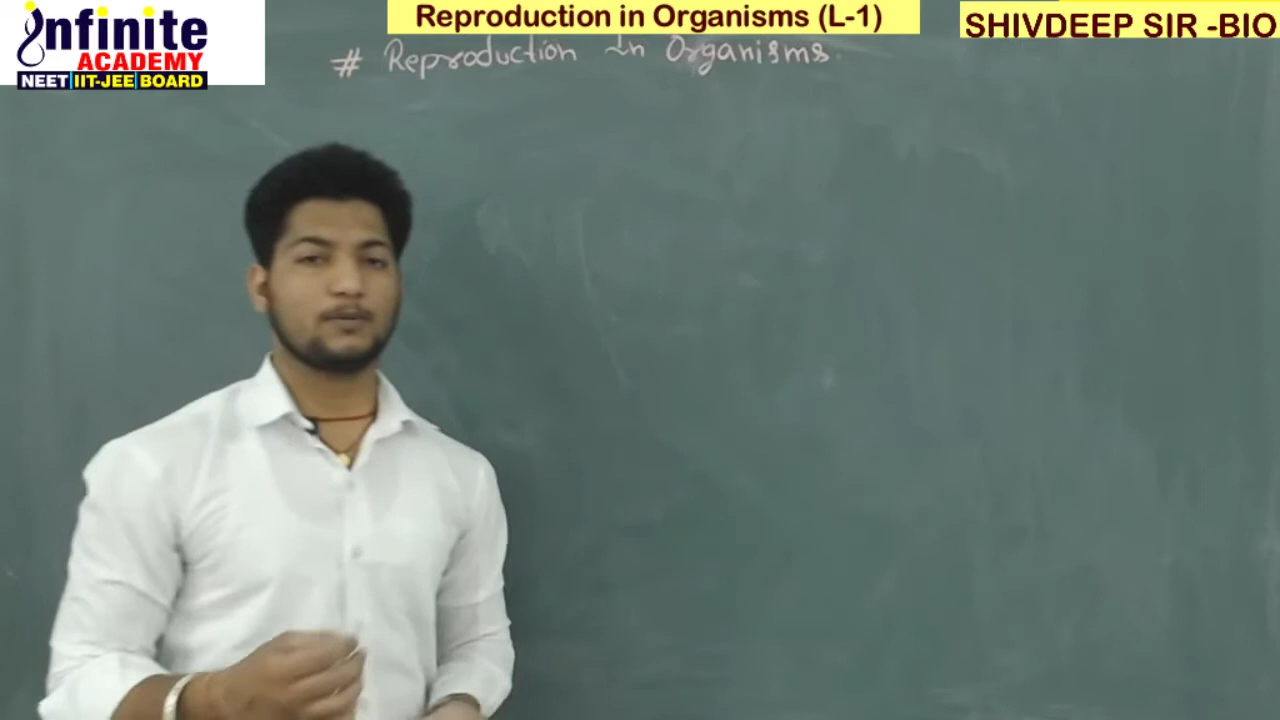 infinite
ACADEMY
NEET IIT-JEE BOARD
Reproduction in Organisms (L-1)
SHIVDEEP SIR -BIO
# Reproduction in Organisms.